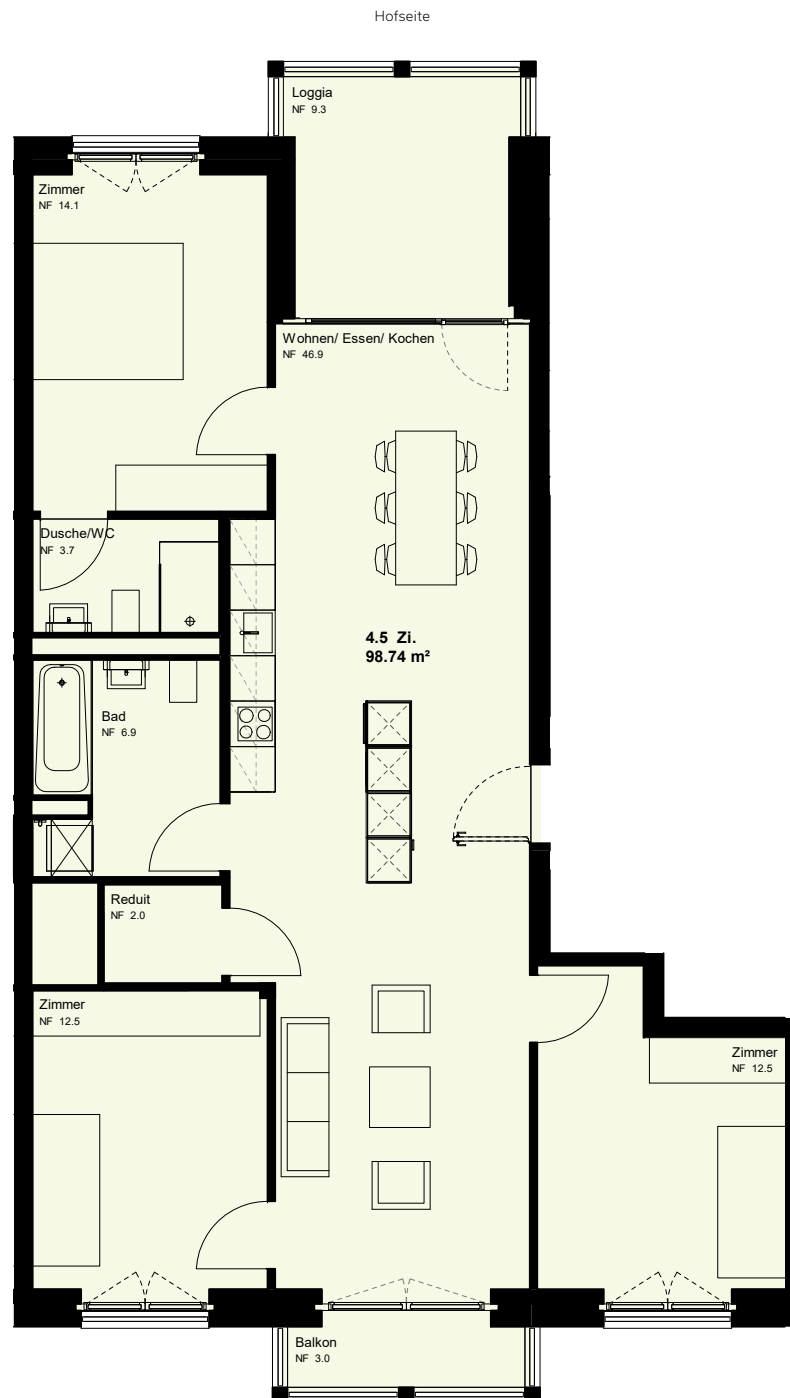 Hofseite
Loggia
NF 9.3
Zimmer
NF 14.1
Wohnen/ Essen/ Kochen
NF 46.9
Dusche/WC
NF 3.7
4.5 Zi.
98.74 m²
Bad
NF 6.9
Reduit
NF 2.0
Zimmer
NF 12.5
Zimmer
NF 12.5
Balkon
NF 3.0